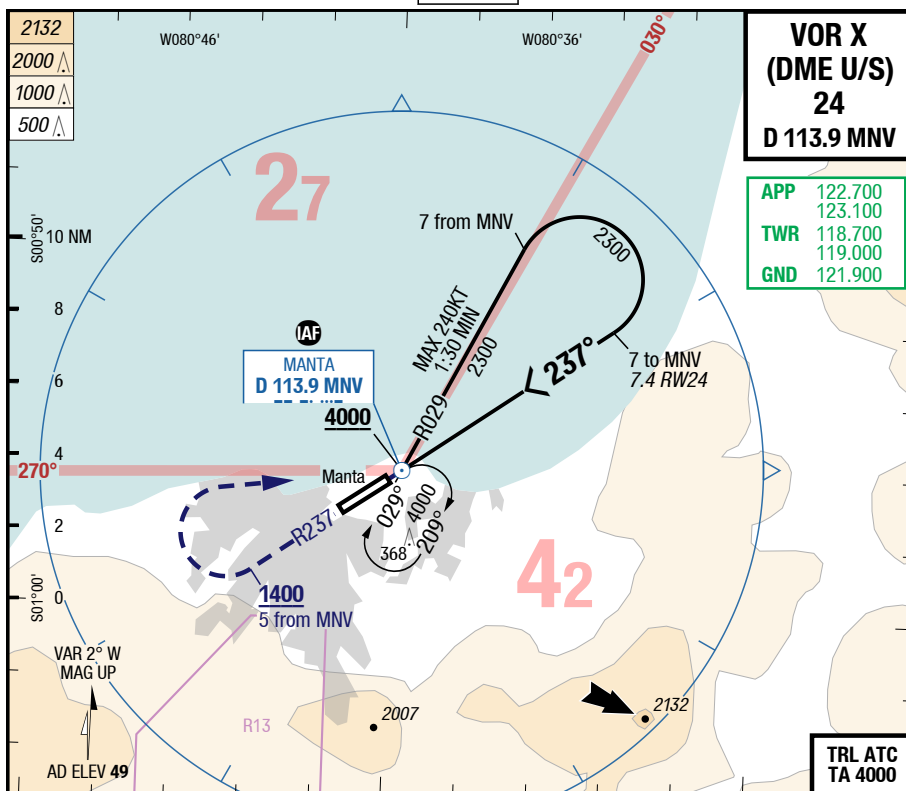 2132
2000
1000
500
W080°46'
W080°36'
030°
VOR X
(DME U/S)
24
D 113.9 MNV
APP 122.700
123.100
TWR 118.700
119.000
GND 121.900
27
7 from MNV
2300
S00°50'
10 NM
8
6
4
2
0
S01°00'
MAX 240KT
1:30 MIN
2300
237°
7 to MNV
7.4 RW24
IAF
MANTA
D 113.9 MNV
4000
R029
270°
Manta
029°
4000
209°
368
R237
1400
5 from MNV
42
VAR 2° W
MAG UP
R13
2007
2132
AD ELEV 49
TRL ATC
TA 4000